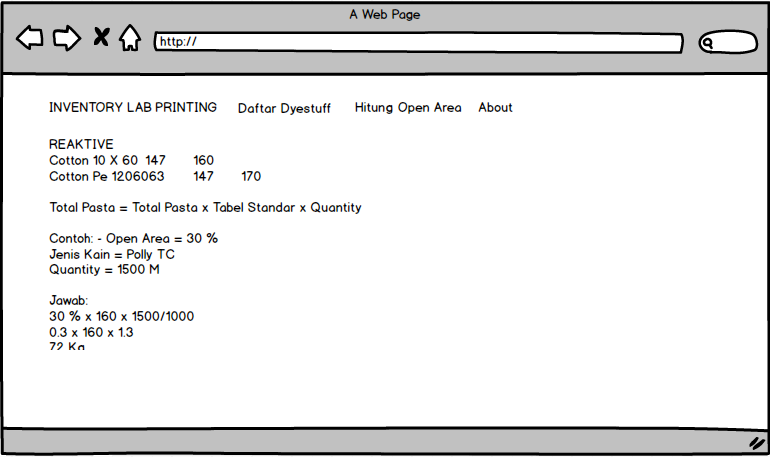 A Web Page
http://
INVENTORY LAB PRINTING Daftar Dyestuff Hitung Open Area About
REAKTIVE
Cotton 10 X 60 147 160
Cotton Pe 1206063 147 170
Total Pasta = Total Pasta x Tabel Standar x Quantity
Contoh: - Open Area = 30 %
Jenis Kain = Polly TC
Quantity = 1500 M
Jawab:
30 % x 160 x 1500/1000
0.3 x 160 x 1.3
72 Kg